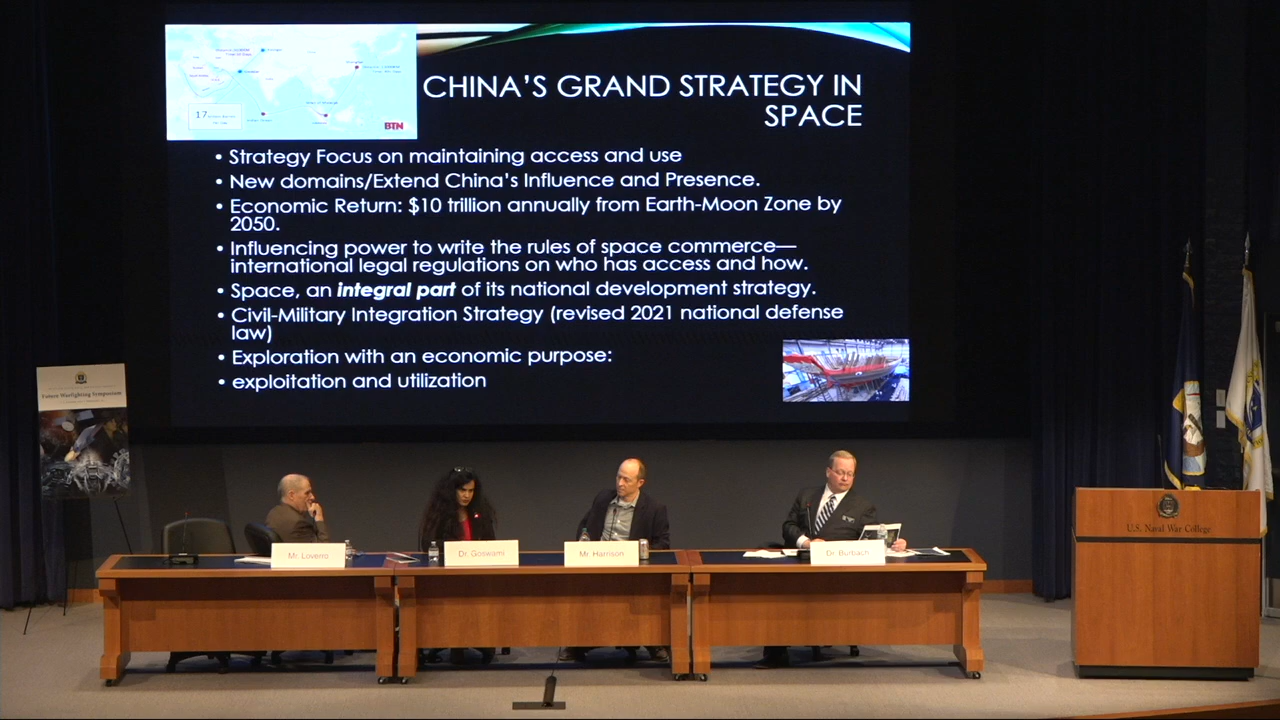 CHINA'S GRAND STRATEGY IN
SPACE
17
BTN
• Strategy Focus on maintaining access and use
• New domains/Extend China's Influence and Presence.
• Economic Return: $10 trillion annually from Earth-Moon Zone by
2050.
• Influencing power to write the rules of space commerce—
international legal regulations on who has access and how.
• Space, an integral part of its national development strategy.
• Civil-Military Integration Strategy (revised 2021 national defense
law)
• Exploration with an economic purpose:
• exploitation and utilization
Future Warfighting Symposium
Mr. Loverro
Dr. Goswami
Mr. Harrison
Dr. Burbach
U.S. Naval War College